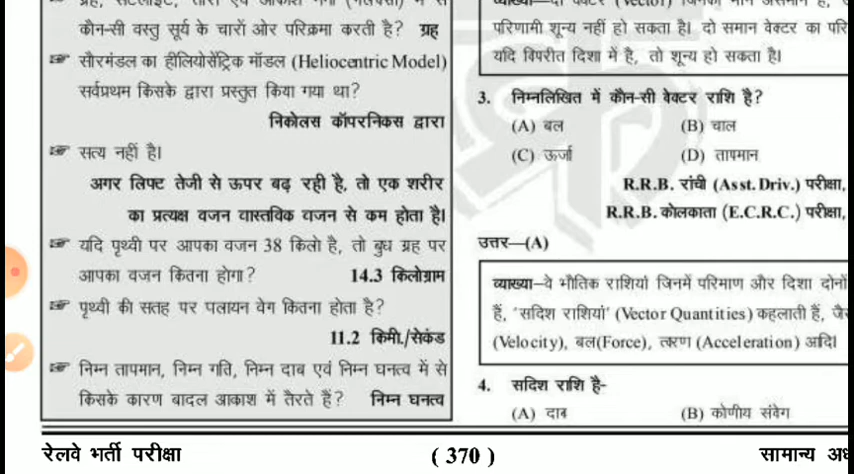 कौन-सी वस्तु सूर्य के चारों ओर परिक्रमा करती है? ग्रह
☞ सौरमंडल का हीलियोसेंट्रिक मॉडल (Heliocentric Model)
सर्वप्रथम किसके द्वारा प्रस्तुत किया गया था?
निकोलस कॉपरनिकस द्वारा
☞ सत्य नहीं है।
अगर लिफ्ट तेजी से ऊपर बढ़ रही है, तो एक शरीर
का प्रत्यक्ष वजन वास्तविक वजन से कम होता है।
☞ यदि पृथ्वी पर आपका वजन 38 किलो है, तो बुध ग्रह पर
आपका वजन कितना होगा? 14.3 किलोग्राम
☞ पृथ्वी की सतह पर पलायन वेग कितना होता है?
11.2 किमी./सेकंड
☞ निम्न तापमान, निम्न गति, निम्न दाब एवं निम्न घनत्व में से
किसके कारण बादल आकाश में तैरते हैं? निम्न घनत्व
परिणामी शून्य नहीं हो सकता है। दो समान वेक्टर का
यदि विपरीत दिशा में है, तो शून्य हो सकता है।
3. निम्नलिखित में कौन-सी वेक्टर राशि है?
(A) बल (B) चाल
(C) ऊर्जा (D) तापमान
R.R.B. रांची (Asst. Driv.) परीक्षा,
R.R.B. कोलकाता (E.C.R.C.) परीक्षा,
उत्तर—(A)
व्याख्या—वे भौतिक राशियां जिनमें परिमाण और दिशा दोनों
हैं, 'सदिश राशियां' (Vector Quantities) कहलाती हैं,
(Velocity), बल(Force), त्वरण (Acceleration) आदि।
4. सदिश राशि है-
(A) दाब (B) कोणीय संवेग
रेलवे भर्ती परीक्षा ( 370 ) सामान्य